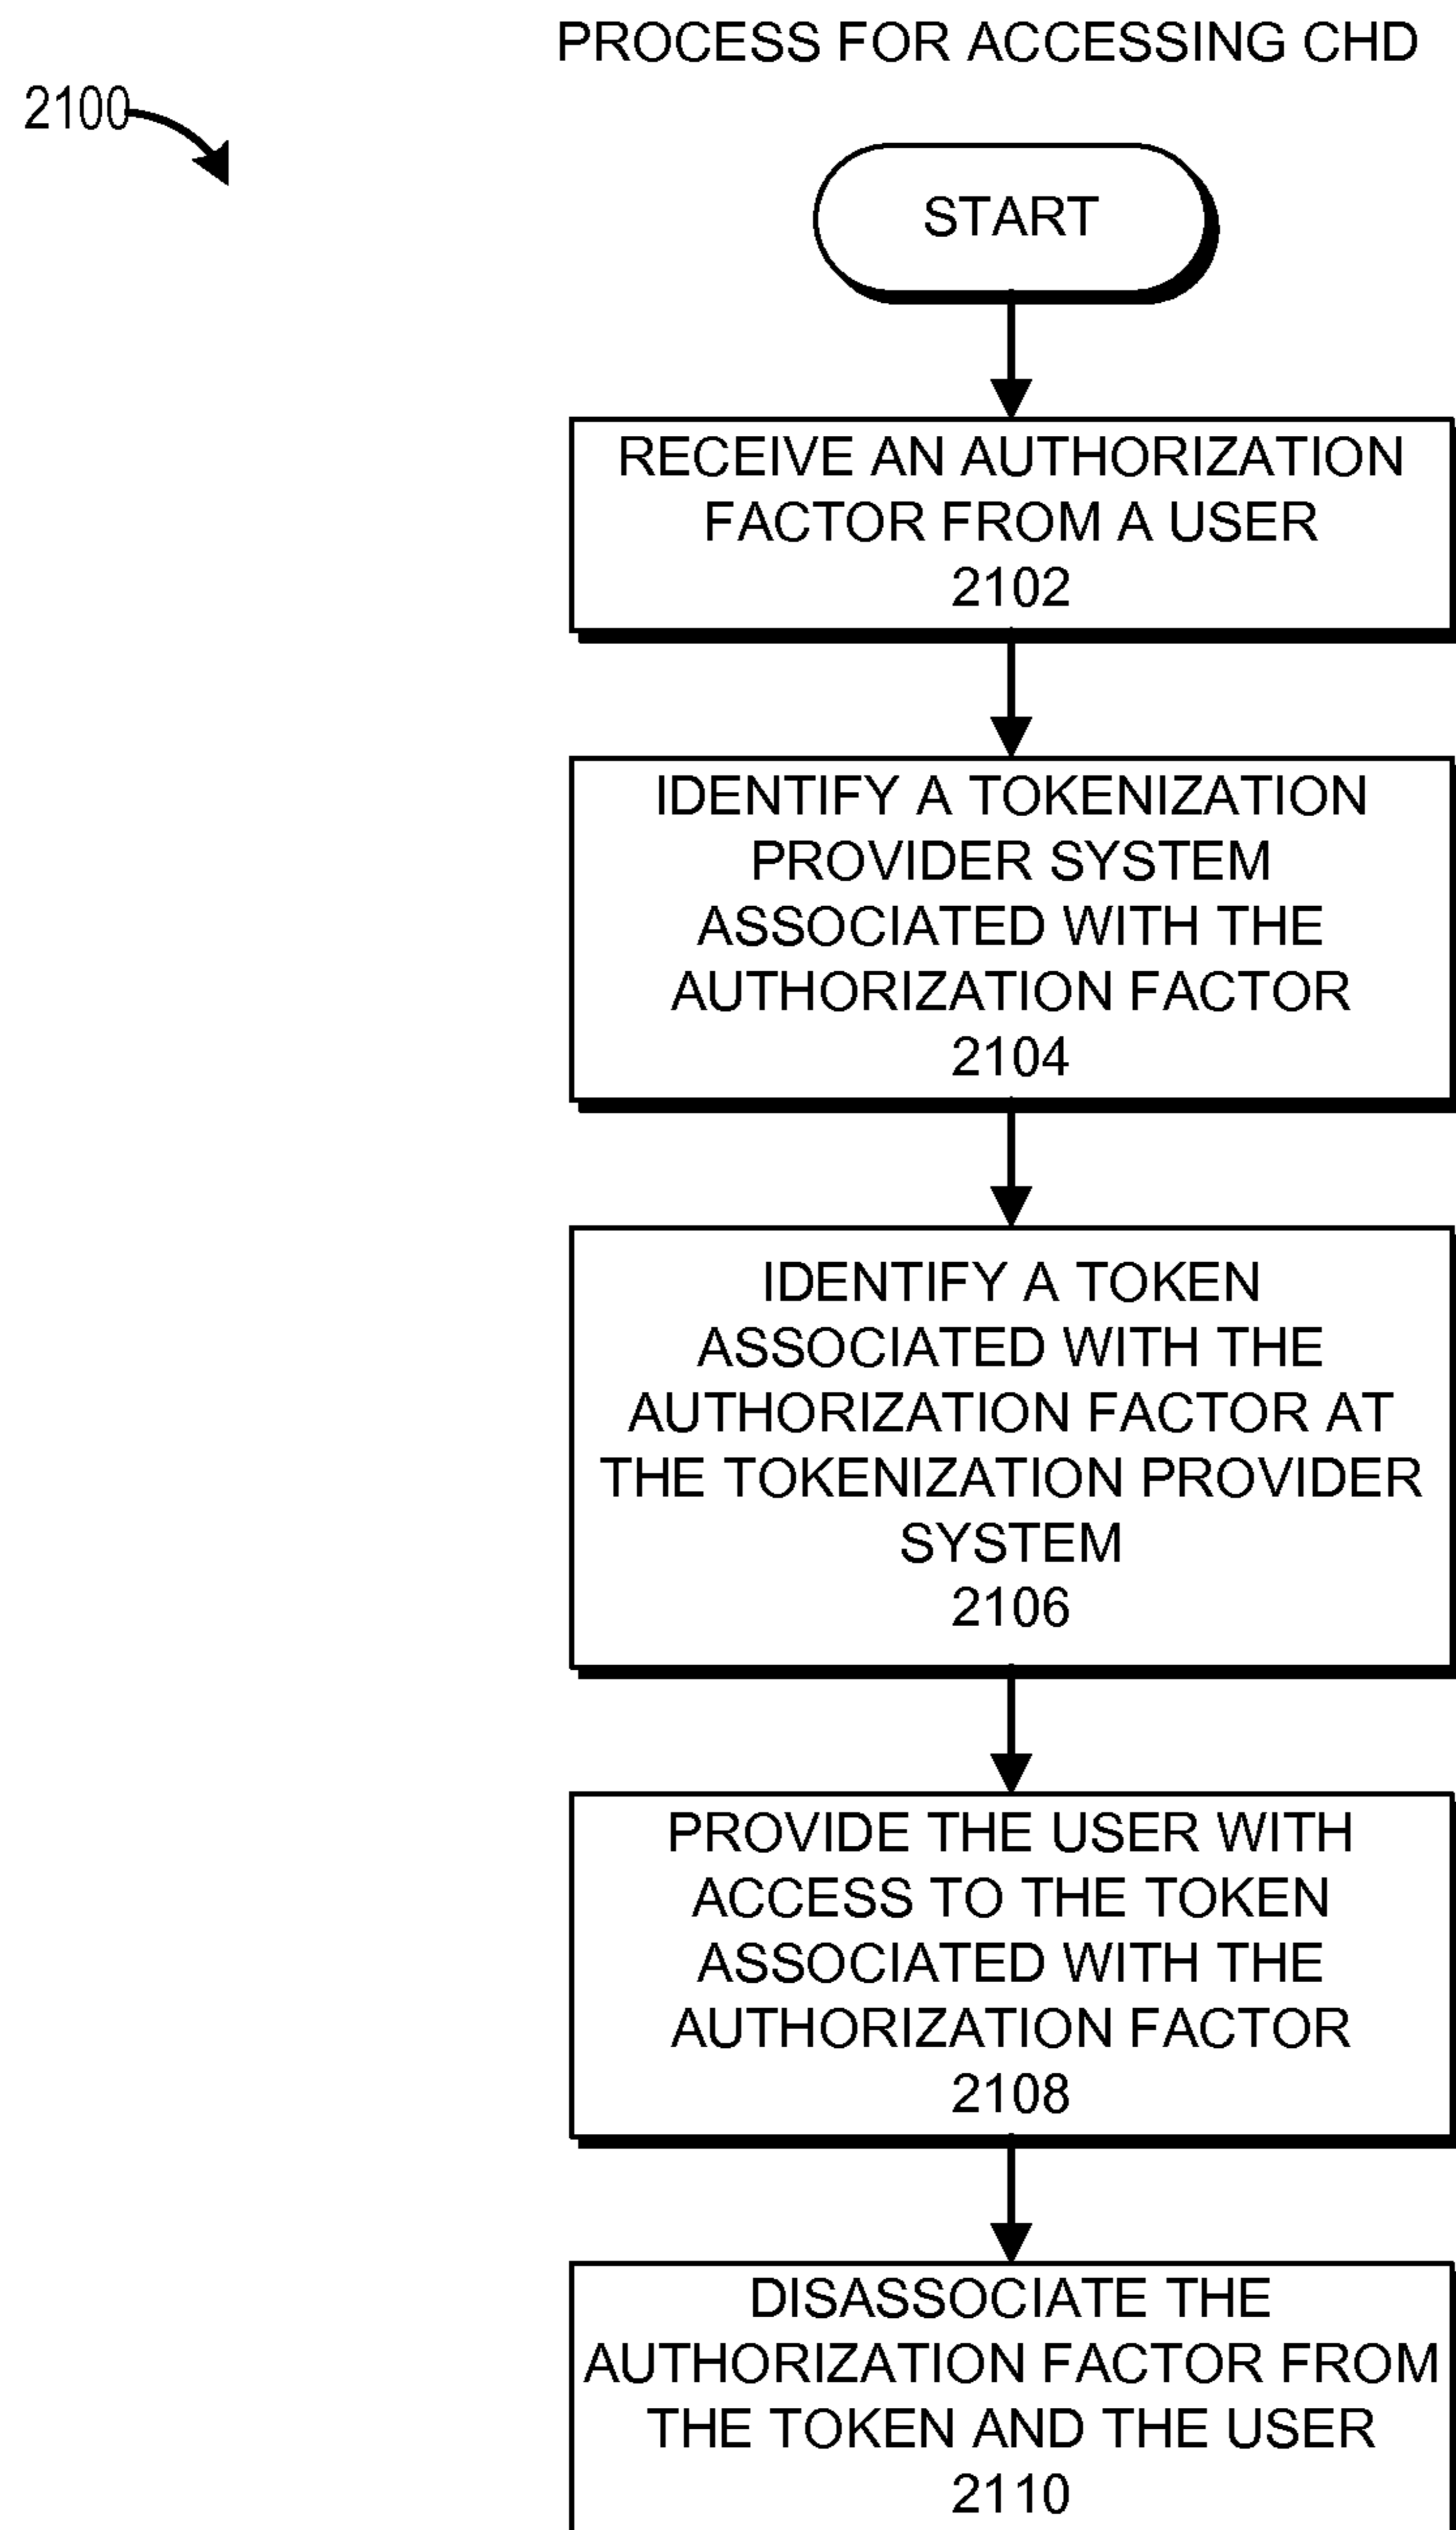 PROCESS FOR ACCESSING CHD
2100
START
RECEIVE AN AUTHORIZATION
FACTOR FROM A USER
2102
IDENTIFY A TOKENIZATION
PROVIDER SYSTEM
ASSOCIATED WITH THE
AUTHORIZATION FACTOR
2104
IDENTIFY A TOKEN
ASSOCIATED WITH THE
AUTHORIZATION FACTOR AT
THE TOKENIZATION PROVIDER
SYSTEM
2106
PROVIDE THE USER WITH
ACCESS TO THE TOKEN
ASSOCIATED WITH THE
AUTHORIZATION FACTOR
2108
DISASSOCIATE THE
AUTHORIZATION FACTOR FROM
THE TOKEN AND THE USER
2110